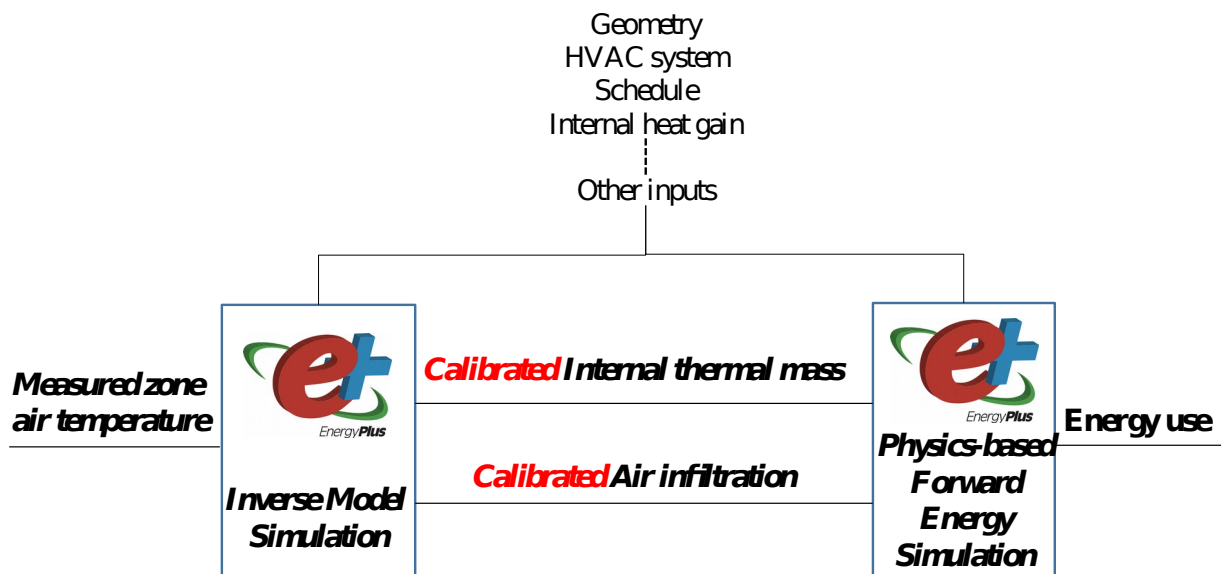 Geometry
HVAC system
Schedule
Internal heat gain
Other inputs
Measured zone
air temperature
e+
EnergyPlus
Inverse Model
Simulation
Calibrated Internal thermal mass
Calibrated Air infiltration
e+
EnergyPlus
Physics-based
Forward
Energy
Simulation
Energy use